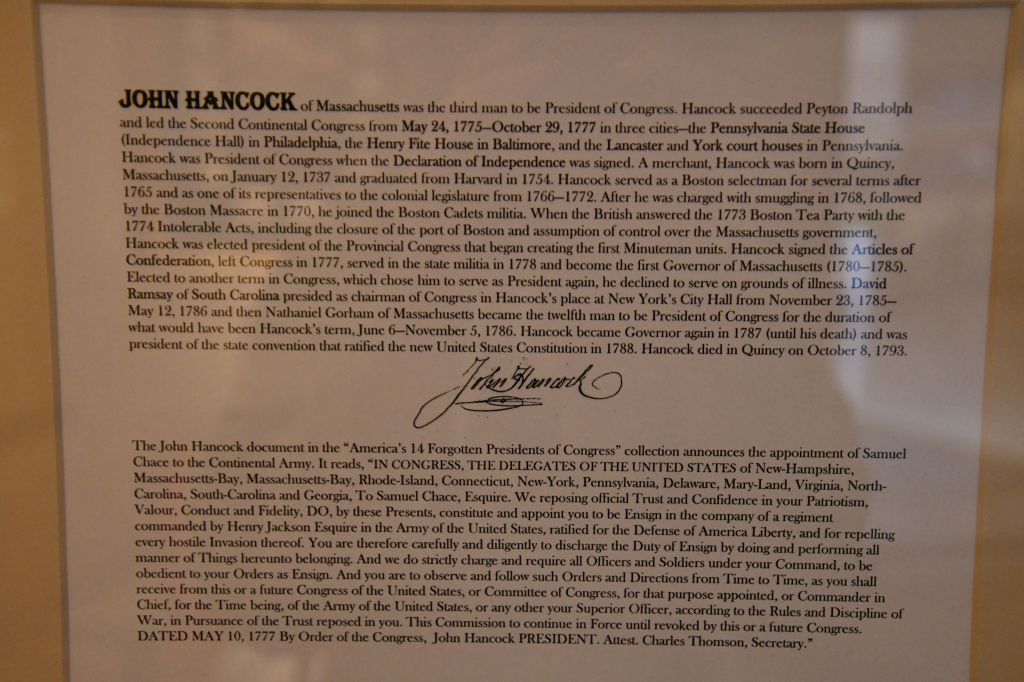 JOHN HANCOCK of Massachusetts was the third man to be President of Congress. Hancock succeeded Peyton Randolph
and led the Second Continental Congress from May 24, 1775—October 29, 1777 in three cities—the Pennsylvania State House
(Independence Hall) in Philadelphia, the Henry Fite House in Baltimore, and the Lancaster and York court houses in Pennsylvania.
Hancock was President of Congress when the Declaration of Independence was signed. A merchant, Hancock was born in Quincy,
Massachusetts, on January 12, 1737 and graduated from Harvard in 1754. Hancock served as a Boston selectman for several terms after
1765 and as one of its representatives to the colonial legislature from 1766—1772. After he was charged with smuggling in 1768, followed
by the Boston Massacre in 1770, he joined the Boston Cadets militia. When the British answered the 1773 Boston Tea Party with the
1774 Intolerable Acts, including the closure of the port of Boston and assumption of control over the Massachusetts government,
Hancock was elected president of the Provincial Congress that began creating the first Minuteman units. Hancock signed the Articles of
Confederation, left Congress in 1777, served in the state militia in 1778 and become the first Governor of Massachusetts (1780—1785).
Elected to another term in Congress, which chose him to serve as President again, he declined to serve on grounds of illness. David
Ramsay of South Carolina presided as chairman of Congress in Hancock's place at New York's City Hall from November 23, 1785—
May 12, 1786 and then Nathaniel Gorham of Massachusetts became the twelfth man to be President of Congress for the duration of
what would have been Hancock's term, June 6—November 5, 1786. Hancock became Governor again in 1787 (until his death) and was
president of the state convention that ratified the new United States Constitution in 1788. Hancock died in Quincy on October 8, 1793.
John Hancock
The John Hancock document in the “America's 14 Forgotten Presidents of Congress” collection announces the appointment of Samuel
Chace to the Continental Army. It reads, “IN CONGRESS, THE DELEGATES OF THE UNITED STATES of New-Hampshire,
Massachusetts-Bay, Massachusetts-Bay, Rhode-Island, Connecticut, New-York, Pennsylvania, Delaware, Mary-Land, Virginia, North-
Carolina, South-Carolina and Georgia, To Samuel Chace, Esquire. We reposing official Trust and Confidence in your Patriotism,
Valour, Conduct and Fidelity, DO, by these Presents, constitute and appoint you to be Ensign in the company of a regiment
commanded by Henry Jackson Esquire in the Army of the United States, ratified for the Defense of America Liberty, and for repelling
every hostile Invasion thereof. You are therefore carefully and diligently to discharge the Duty of Ensign by doing and performing all
manner of Things hereunto belonging. And we do strictly charge and require all Officers and Soldiers under your Command, to be
obedient to your Orders as Ensign. And you are to observe and follow such Orders and Directions from Time to Time, as you shall
receive from this or a future Congress of the United States, or Committee of Congress, for that purpose appointed, or Commander in
Chief, for the Time being, of the Army of the United States, or any other your Superior Officer, according to the Rules and Discipline of
War, in Pursuance of the Trust reposed in you. This Commission to continue in Force until revoked by this or a future Congress.
DATED MAY 10, 1777 By Order of the Congress, John Hancock PRESIDENT. Attest. Charles Thomson, Secretary.”